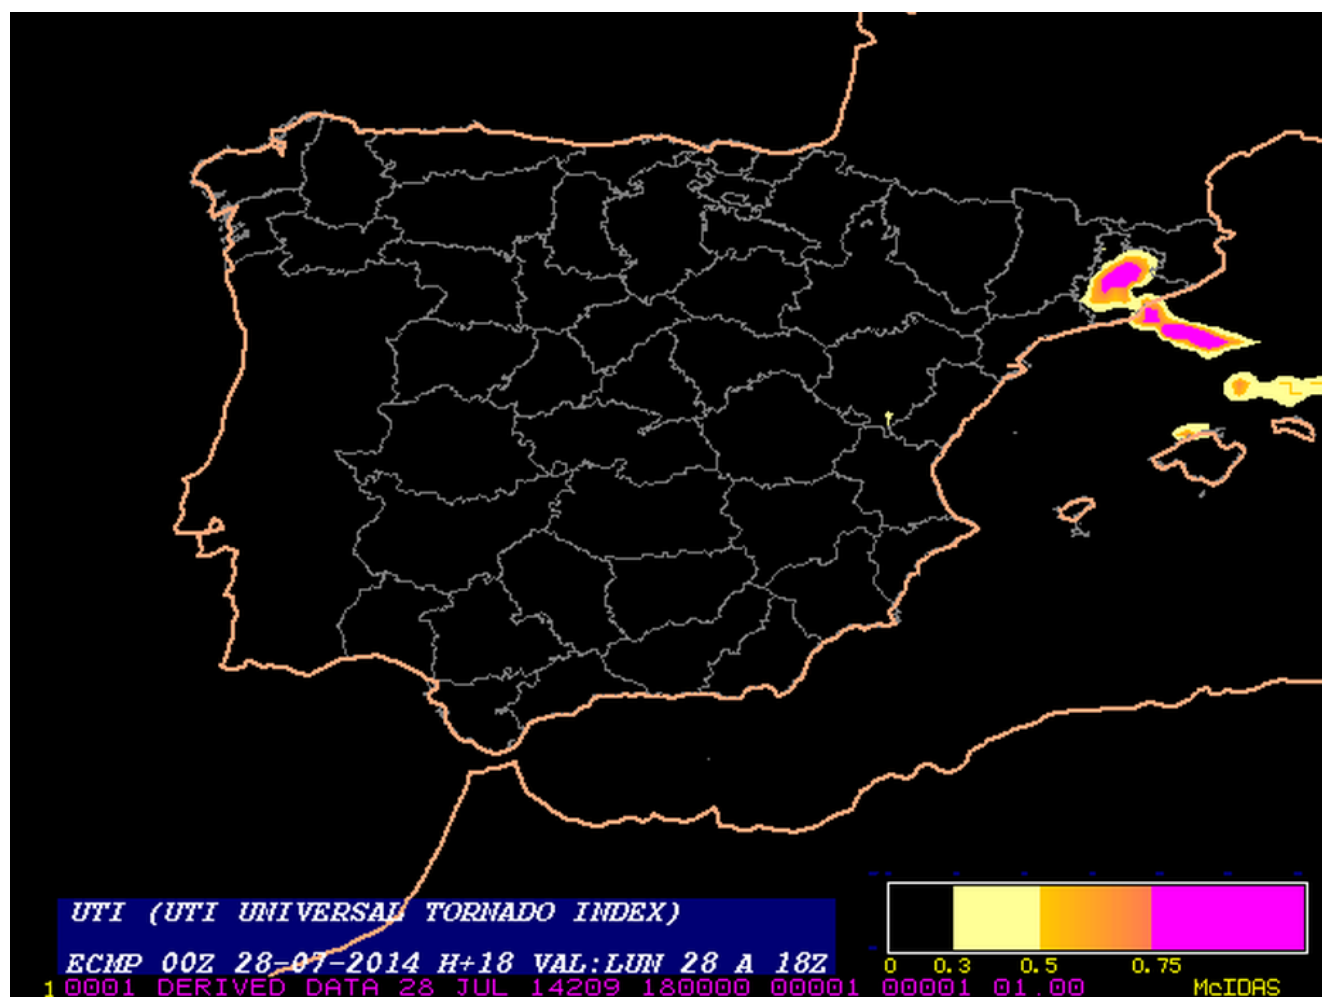 UTI (UTI UNIVERSAL TORNADO INDEX)
ECMP 00Z 28-07-2014 H+18 VAL:LUN 28 A 18Z
0 0.3 0.5 0.75
1 0001 DERIVED DATA 28 JUL 14209 180000 00001 00001 01.00 McIDAS